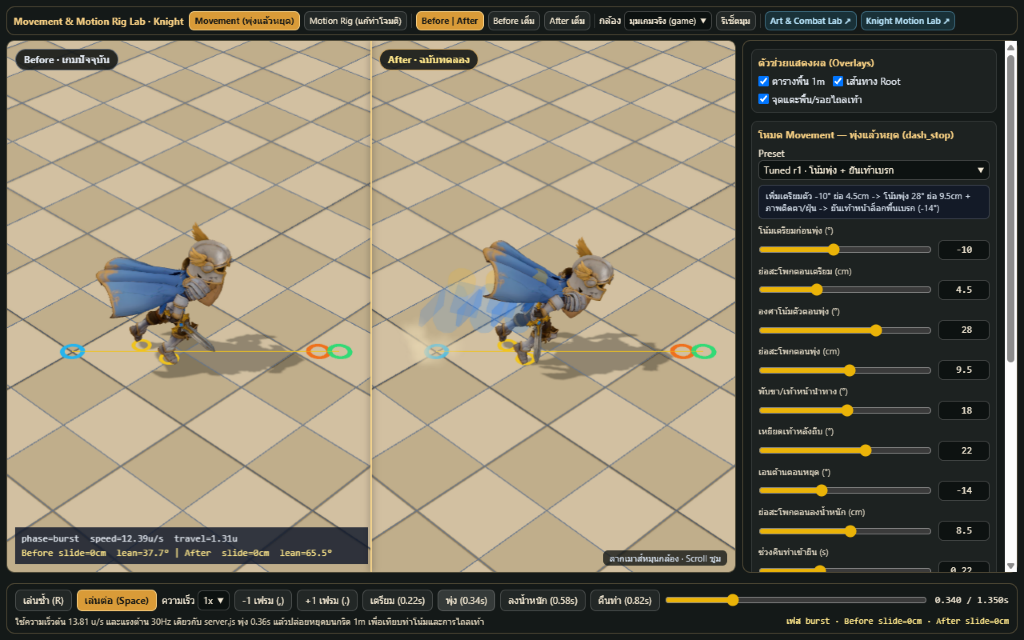 Movement & Motion Rig Lab · Knight
Movement (พุ่งแล้วหยุด)
Motion Rig (แก้ท่าโจมตี)
Before | After
Before เต็ม
After เต็ม
กล้อง
มุมเกมจริง (game)
รีเซ็ตมุม
Art & Combat Lab ↗
Knight Motion Lab ↗
Before · เกมปัจจุบัน
After · ฉบับทดลอง
phase=burst speed=12.39u/s travel=1.31u
Before slide=0cm lean=37.7° | After slide=0cm lean=65.5°
ลากเมาส์หมุนกล้อง · Scroll ซูม
ตัวช่วยแสดงผล (Overlays)
ตารางพื้น 1m
เส้นทาง Root
จุดแตะพื้น/รอยไถลเท้า
โหมด Movement — พุ่งแล้วหยุด (dash_stop)
Preset
Tuned r1 · โน้มพุ่ง + ยันเท้าเบรก
เพิ่มเตรียมตัว -10° ย่อ 4.5cm -> โน้มพุ่ง 28° ย่อ 9.5cm +
ภาพติดตา/ฝุ่น -> ยันเท้าหน้าล็อกพื้นเบรก (-14°)
โน้มเตรียมก่อนพุ่ง (°)
-10
ย่อสะโพกตอนเตรียม (cm)
4.5
องศาโน้มตัวตอนพุ่ง (°)
28
ย่อสะโพกตอนพุ่ง (cm)
9.5
พับขา/เท้าหน้านำทาง (°)
18
เหยียดเท้าหลังถีบ (°)
22
เอนต้านตอนหยุด (°)
-14
ย่อสะโพกตอนลงน้ำหนัก (cm)
8.5
ช่วงคืนท่าเข้ายืน (s)
0.22
เล่นซ้ำ (R)
เล่นต่อ (Space)
ความเร็ว
1x
-1 เฟรม (,)
+1 เฟรม (.)
เตรียม (0.22s)
พุ่ง (0.34s)
ลงน้ำหนัก (0.58s)
คืนท่า (0.82s)
0.340 / 1.350s
ใช้ความเร็วต้น 13.81 u/s และแรงต้าน 30Hz เดียวกับ server.js พุ่ง 0.36s แล้วปล่อยหยุดบนกริด 1m เพื่อเทียบท่าโน้มและการไถลเท้า
เฟส burst · Before slide=0cm · After slide=0cm